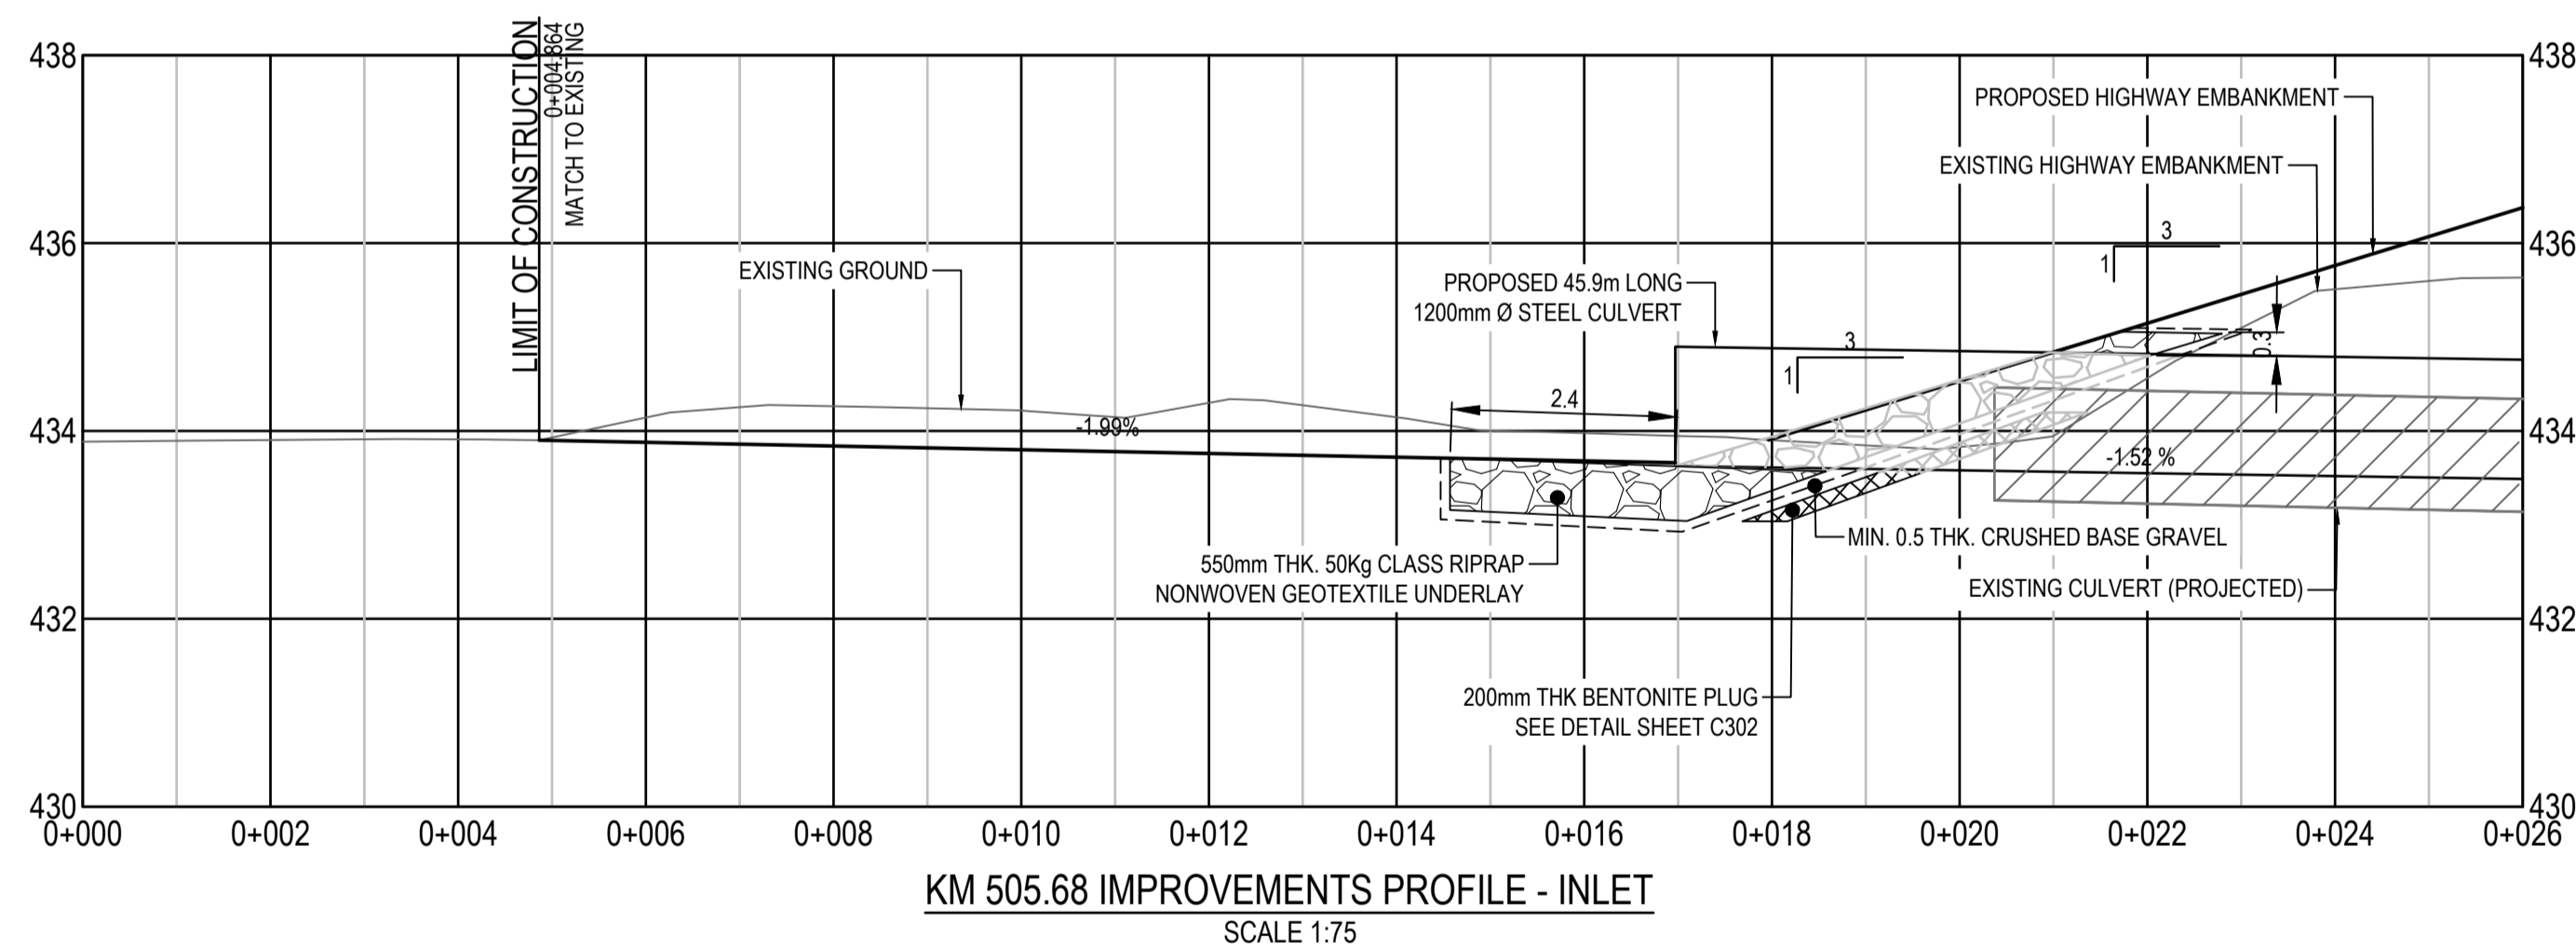 LIMIT OF CONSTRUCTION
0+004.864
MATCH TO EXISTING
438
438
PROPOSED HIGHWAY EMBANKMENT
EXISTING HIGHWAY EMBANKMENT
436
436
3
1
EXISTING GROUND
PROPOSED 45.9m LONG
1200mm Ø STEEL CULVERT
3
1
0.3
2.4
434
434
-1.99%
-1.52 %
MIN. 0.5 THK. CRUSHED BASE GRAVEL
550mm THK. 50Kg CLASS RIPRAP
NONWOVEN GEOTEXTILE UNDERLAY
EXISTING CULVERT (PROJECTED)
432
432
200mm THK BENTONITE PLUG
SEE DETAIL SHEET C302
430
430
0+000 0+002 0+004 0+006 0+008 0+010 0+012 0+014 0+016 0+018 0+020 0+022 0+024 0+026
KM 505.68 IMPROVEMENTS PROFILE - INLET
SCALE 1:75